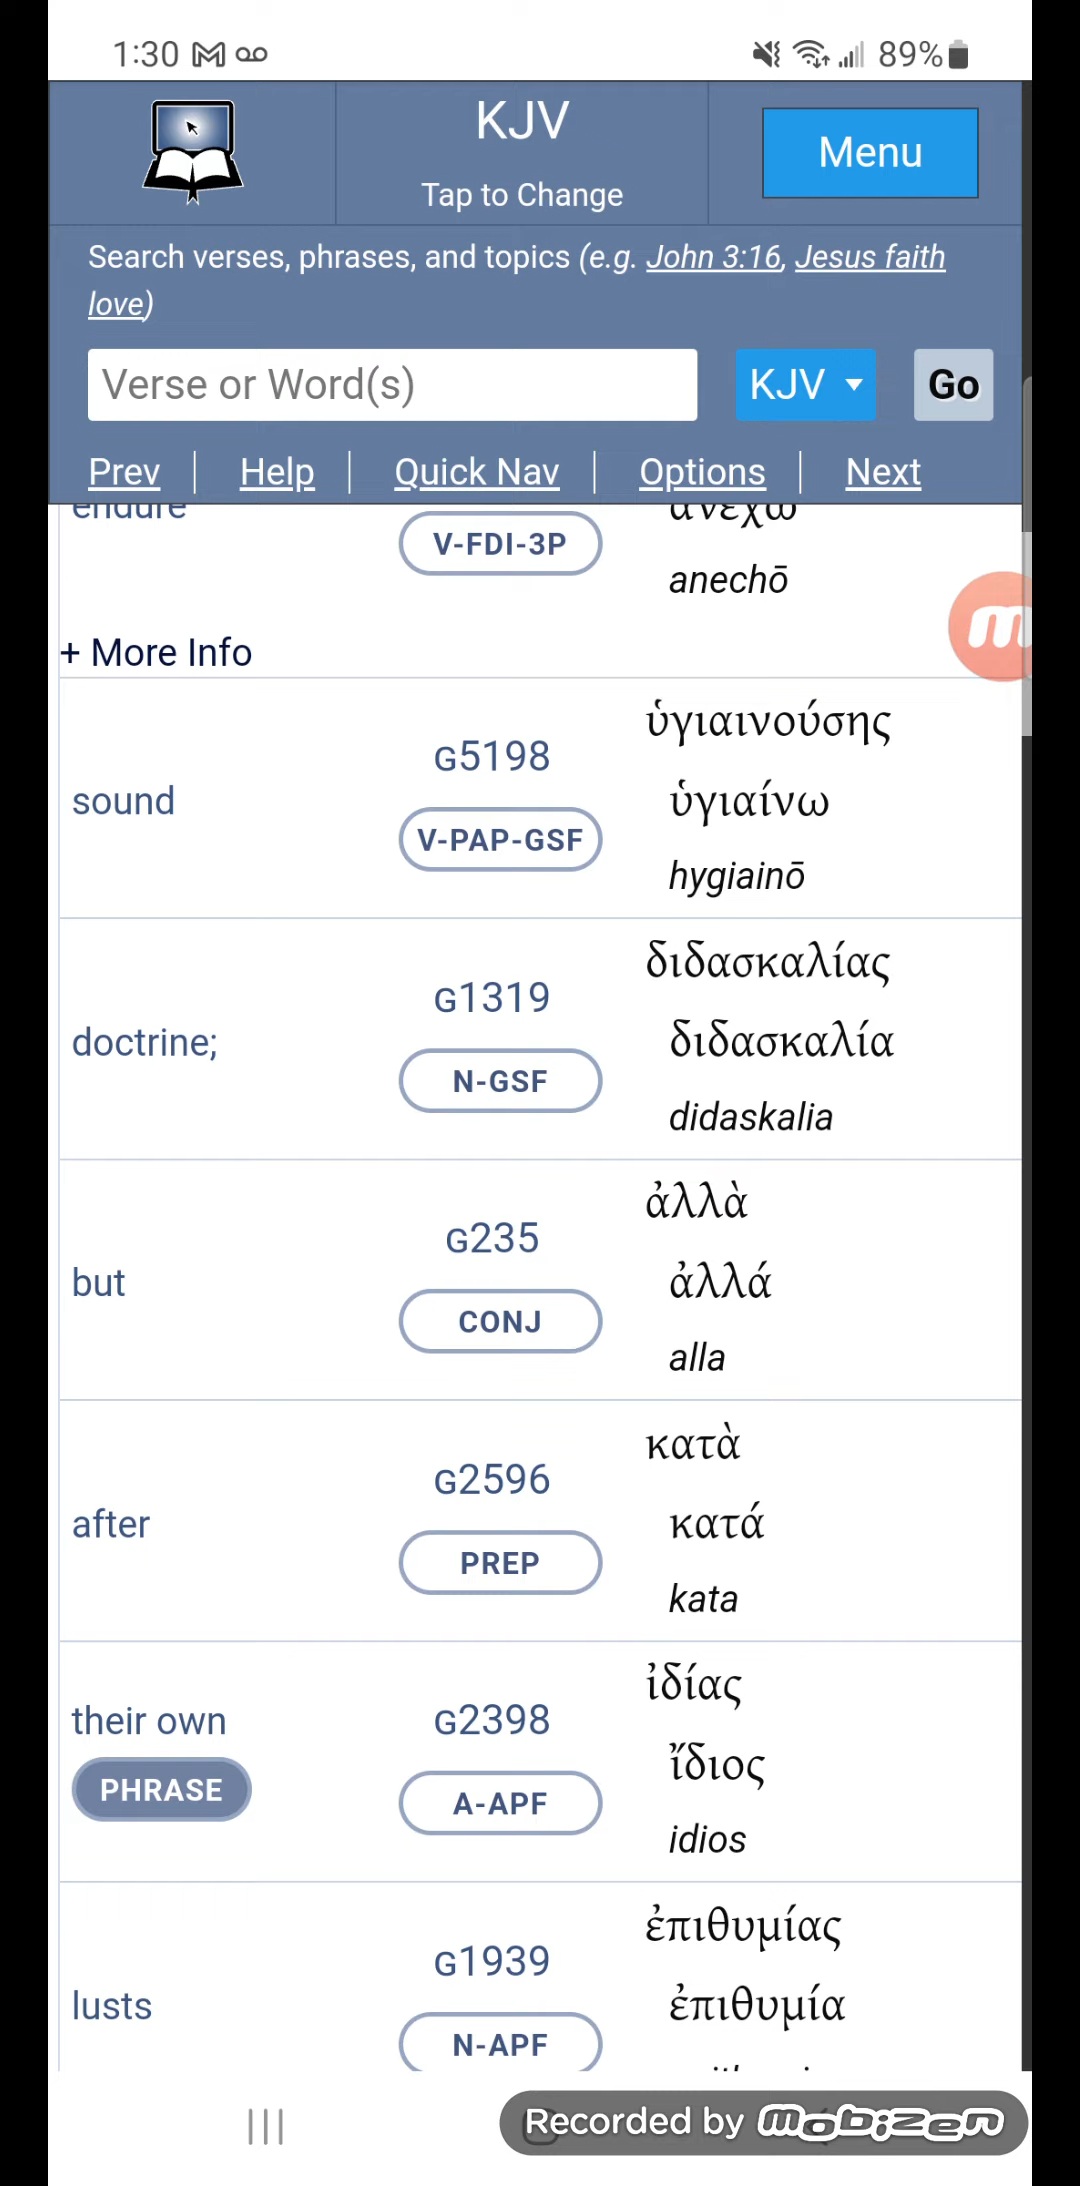 1:30 89%
KJV
Tap to Change
Menu
Search verses, phrases, and topics (e.g. John 3:16, Jesus faith
love)
Verse or Word(s) KJV Go
Prev Help Quick Nav Options Next
endure
V-FDI-3P
ἀνέχω
anechō
+ More Info
sound
G5198
V-PAP-GSF
ὑγιαινούσης
ὑγιαίνω
hygiainō
doctrine;
G1319
N-GSF
διδασκαλίας
διδασκαλία
didaskalia
but
G235
CONJ
ἀλλὰ
ἀλλά
alla
after
G2596
PREP
κατὰ
κατά
kata
their own
PHRASE
G2398
A-APF
ἰδίας
ἴδιος
idios
lusts
G1939
N-APF
ἐπιθυμίας
ἐπιθυμία
Recorded by Mobizen